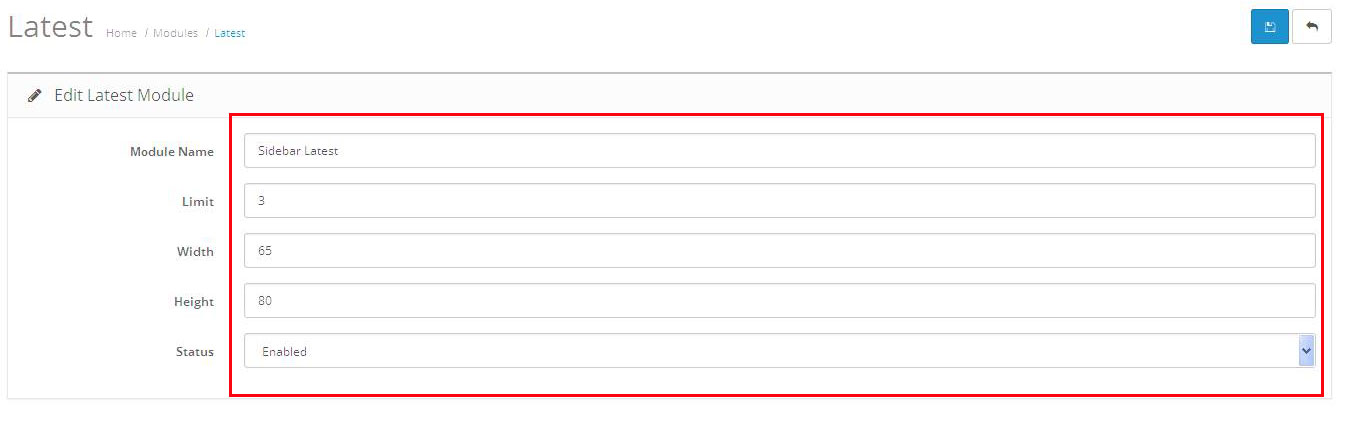 Latest Home / Modules / Latest
Edit Latest Module
Module Name Sidebar Latest
Limit 3
Width 65
Height 80
Status Enabled